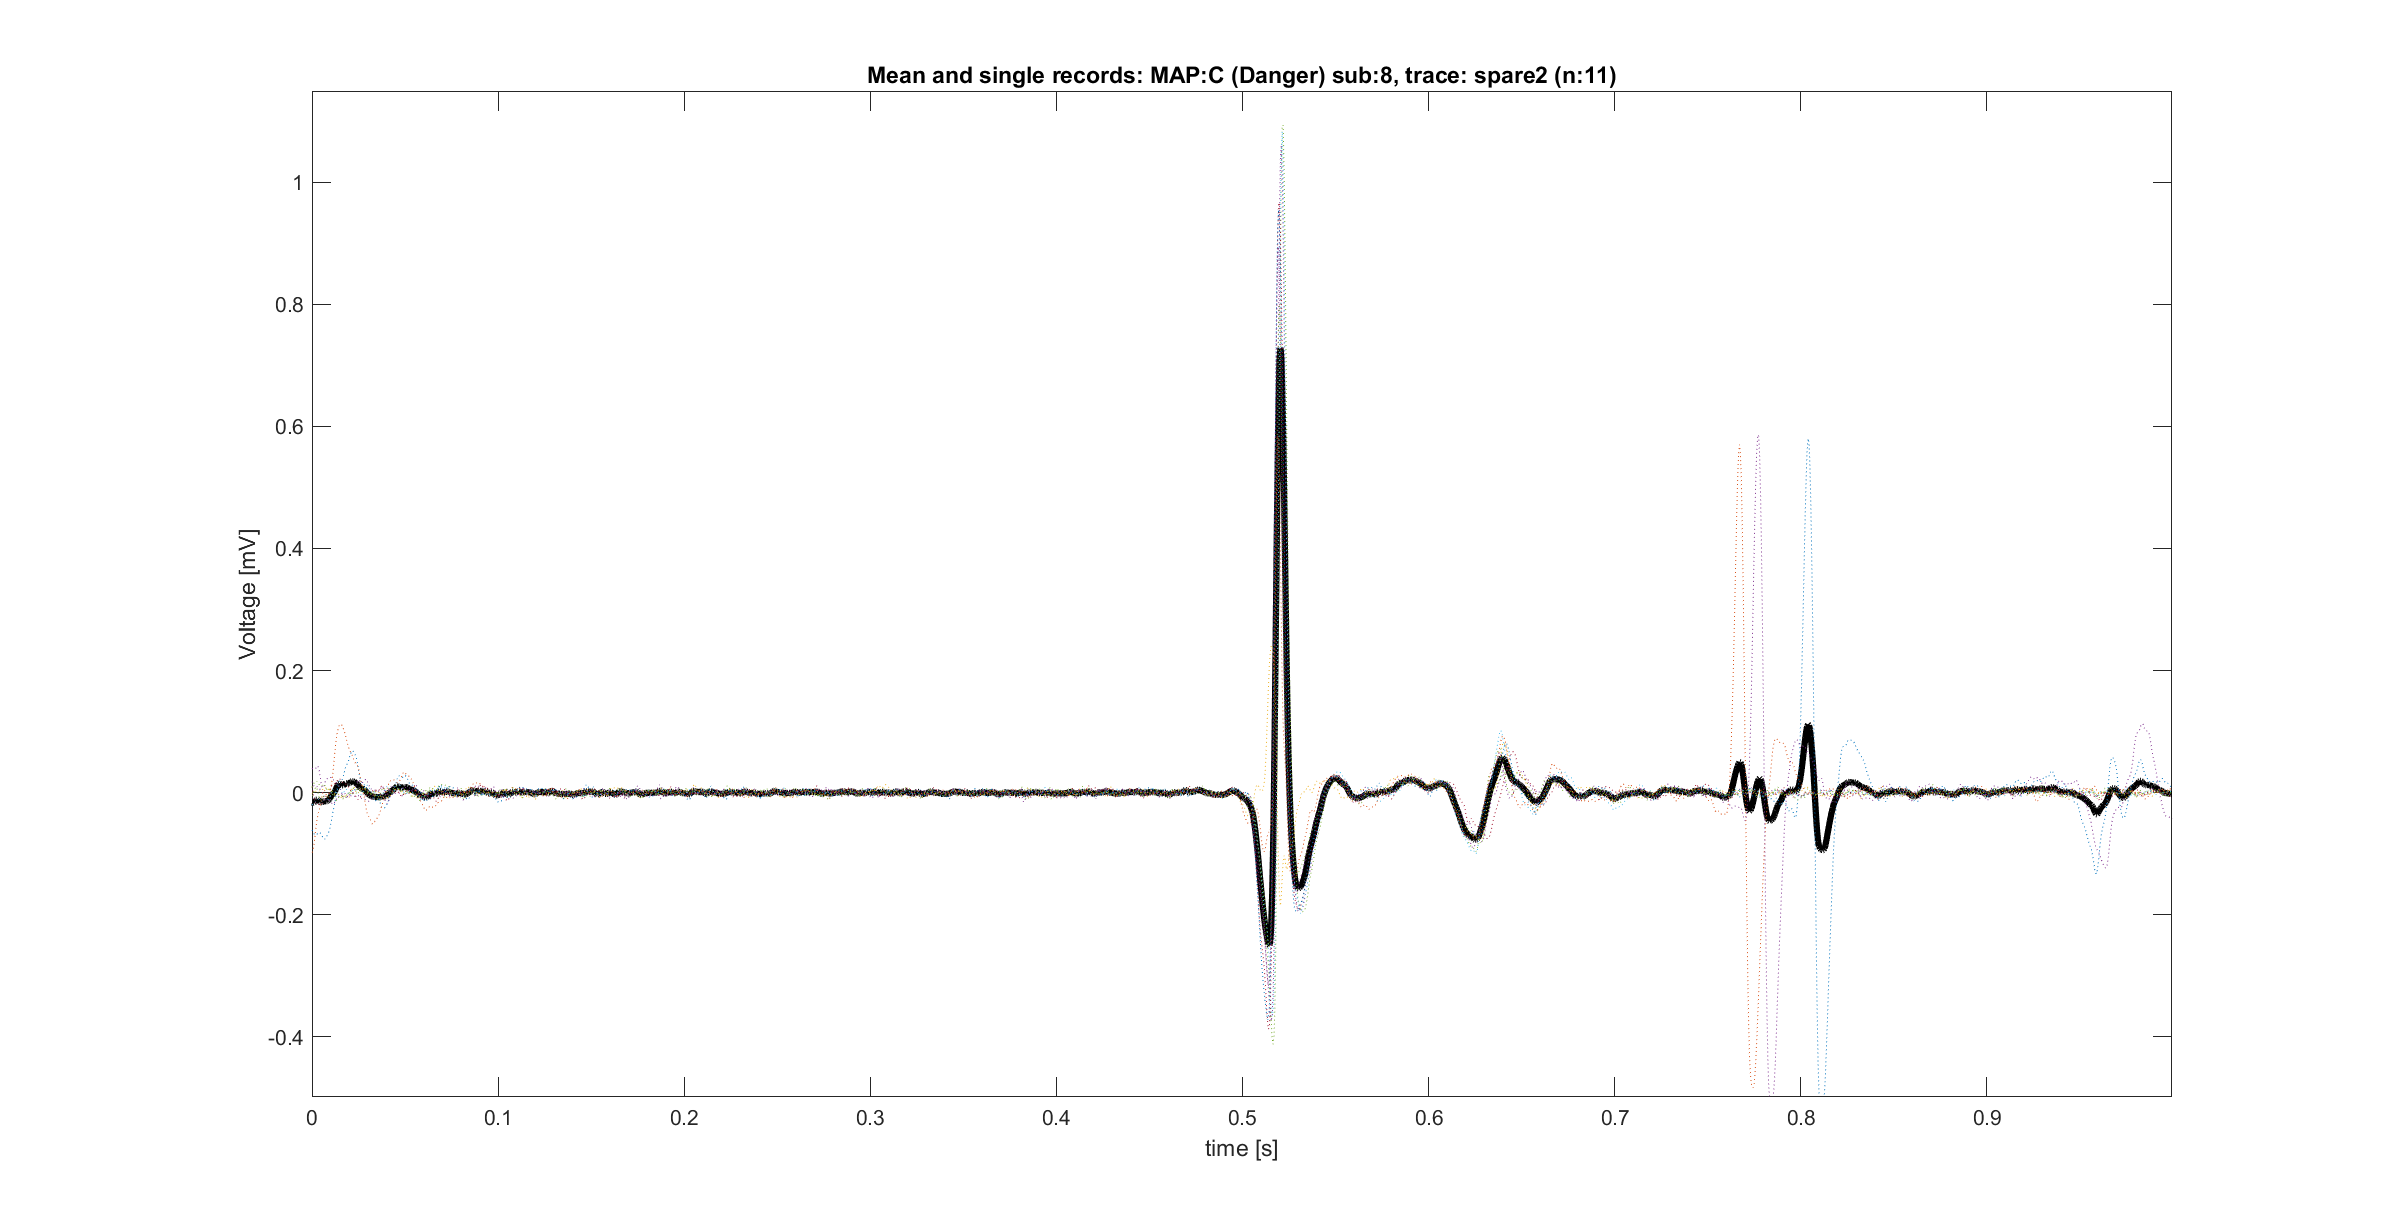 Mean and single records: MAP:C (Danger) sub:8, trace: spare2 (n:11)
1
0.8
0.6
0.4
0.2
0
-0.2
-0.4
Voltage [mV]
0 0.1 0.2 0.3 0.4 0.5 0.6 0.7 0.8 0.9
time [s]